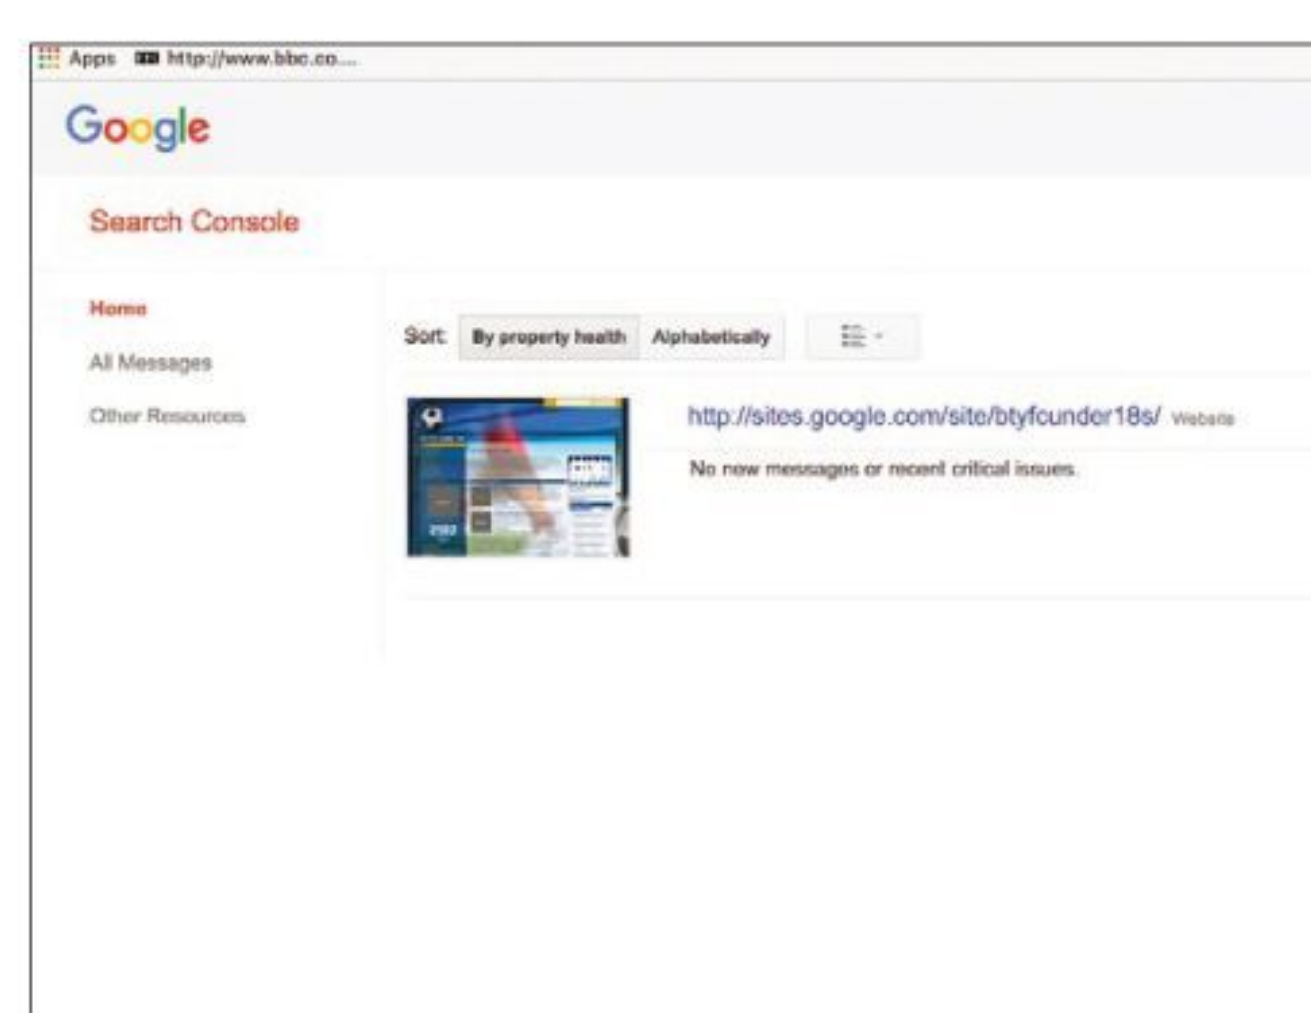 Apps http://www.bbc.co....
Google
Search Console
Home
All Messages
Other Resources
Sort: By property health Alphabetically
http://sites.google.com/site/btyfcunder18s/ Website
No new messages or recent critical issues.